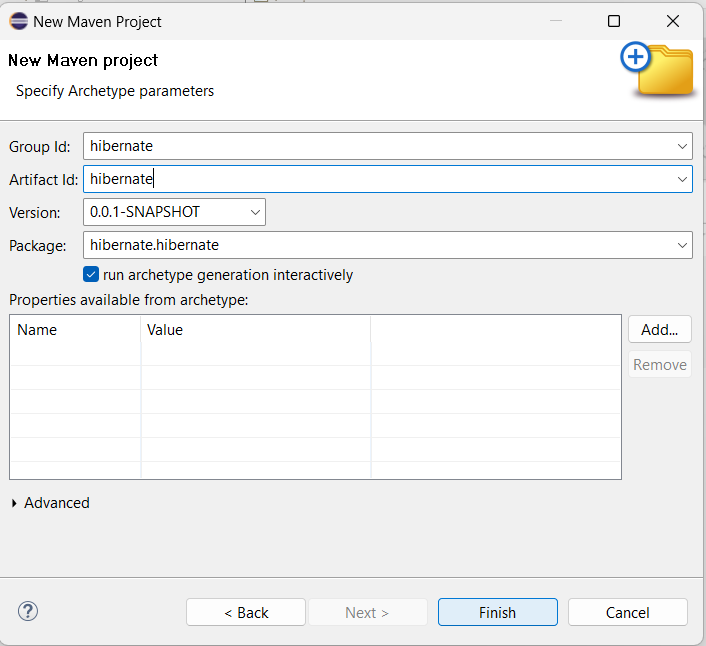 New Maven Project
New Maven project
Specify Archetype parameters
Group Id: hibernate
Artifact Id: hibernate
Version: 0.0.1-SNAPSHOT
Package: hibernate.hibernate
run archetype generation interactively
Properties available from archetype:
Name Value
Add...
Remove
Advanced
? < Back Next > Finish Cancel